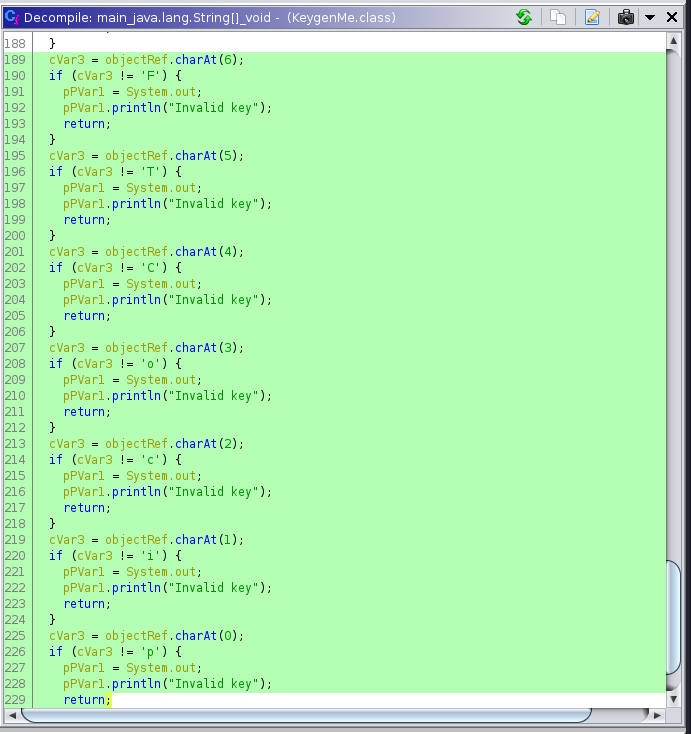 Decompile: main_java.lang.String[]_void - (KeygenMe.class)
188 }
189 cVar3 = objectRef.charAt(6);
190 if (cVar3 != 'F') {
191 pPVar1 = System.out;
192 pPVar1.println("Invalid key");
193 return;
194 }
195 cVar3 = objectRef.charAt(5);
196 if (cVar3 != 'T') {
197 pPVar1 = System.out;
198 pPVar1.println("Invalid key");
199 return;
200 }
201 cVar3 = objectRef.charAt(4);
202 if (cVar3 != 'C') {
203 pPVar1 = System.out;
204 pPVar1.println("Invalid key");
205 return;
206 }
207 cVar3 = objectRef.charAt(3);
208 if (cVar3 != 'o') {
209 pPVar1 = System.out;
210 pPVar1.println("Invalid key");
211 return;
212 }
213 cVar3 = objectRef.charAt(2);
214 if (cVar3 != 'c') {
215 pPVar1 = System.out;
216 pPVar1.println("Invalid key");
217 return;
218 }
219 cVar3 = objectRef.charAt(1);
220 if (cVar3 != 'i') {
221 pPVar1 = System.out;
222 pPVar1.println("Invalid key");
223 return;
224 }
225 cVar3 = objectRef.charAt(0);
226 if (cVar3 != 'p') {
227 pPVar1 = System.out;
228 pPVar1.println("Invalid key");
229 return;